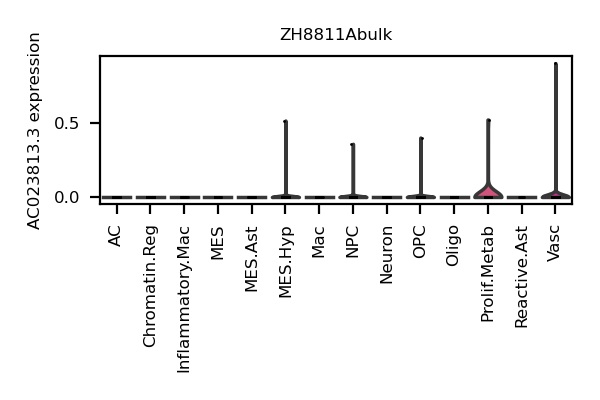 ZH8811Abulk
AC023813.3 expression
0.5
0.0
AC
Chromatin.Reg
Inflammatory.Mac
MES
MES.Ast
MES.Hyp
Mac
NPC
Neuron
OPC
Oligo
Prolif.Metab
Reactive.Ast
Vasc